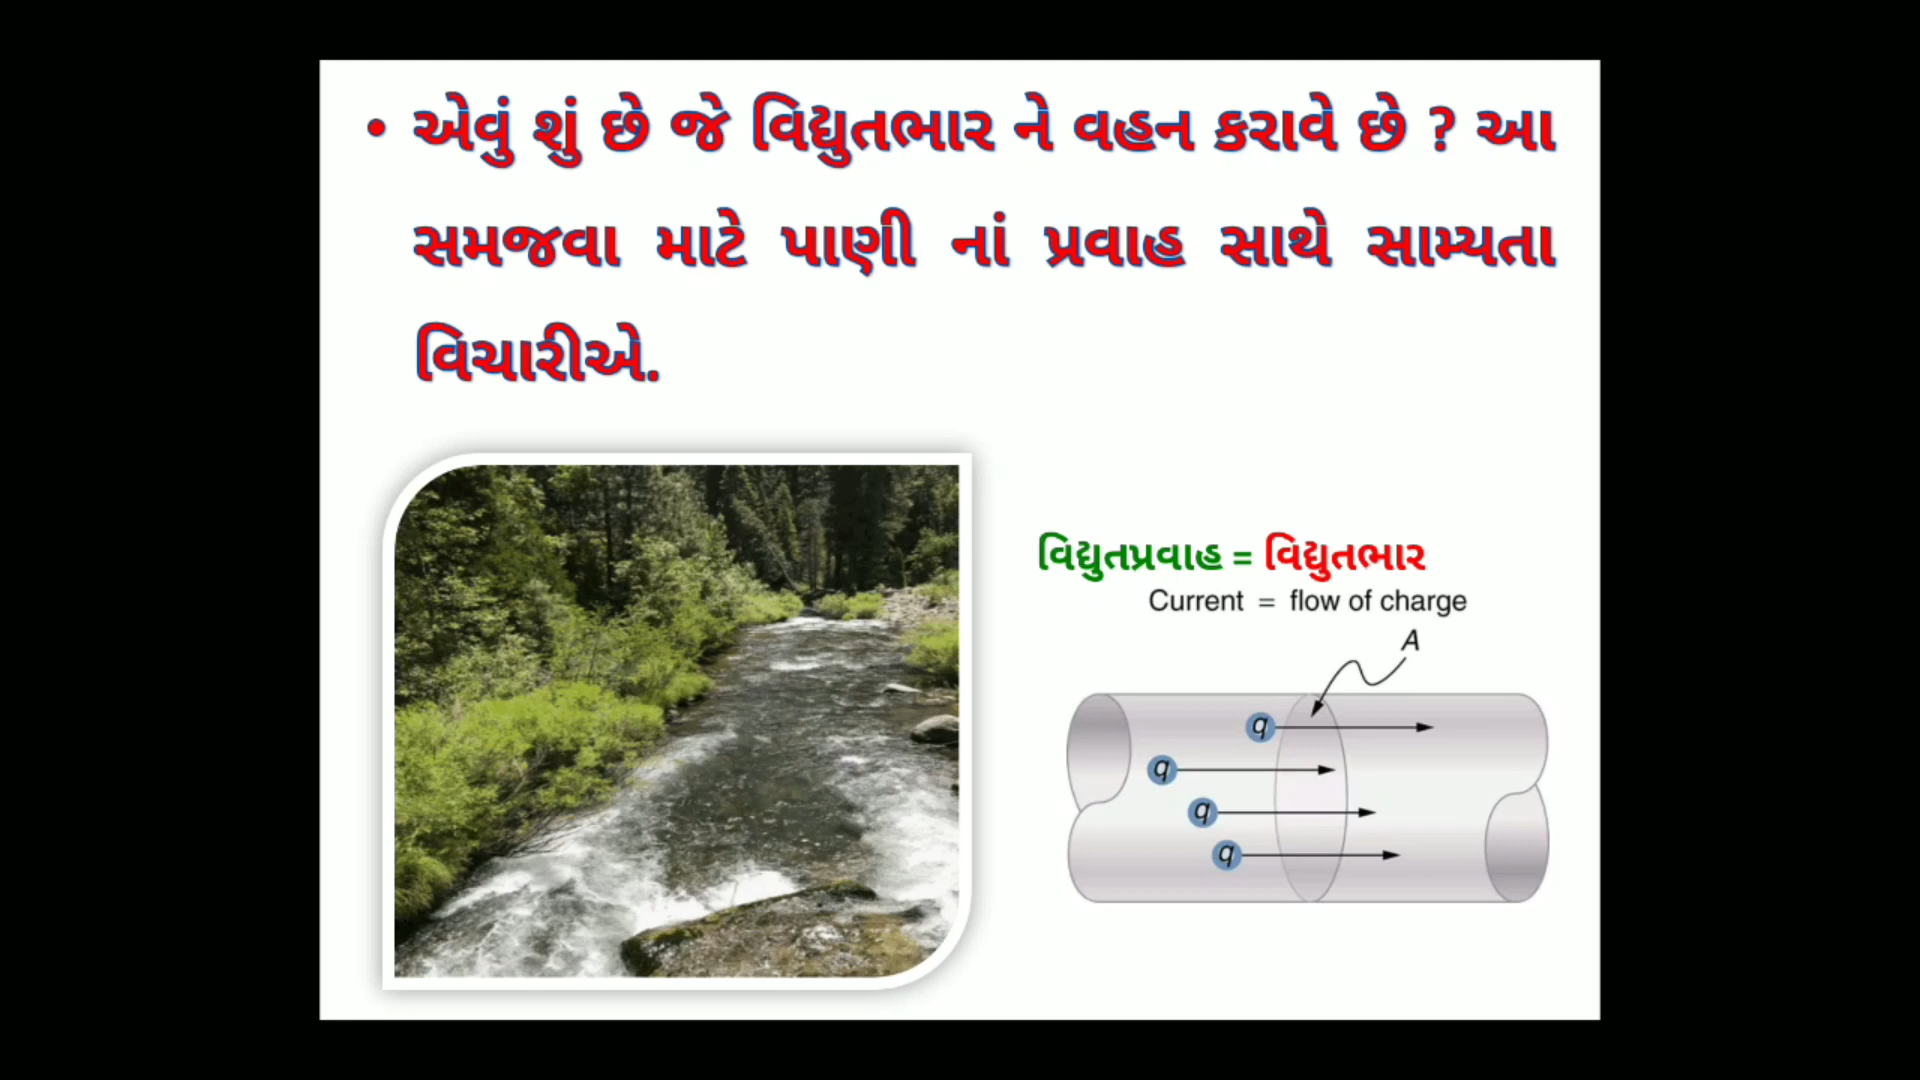 • એવું શું છે જે વિદ્યુતભાર ને વહન કરાવે છે ? આ
સમજવા માટે પાણી નાં પ્રવાહ સાથે સામ્યતા
વિચારીએ.
વિદ્યુતપ્રવાહ = વિદ્યુતભાર
Current = flow of charge
A
q
q
q
q